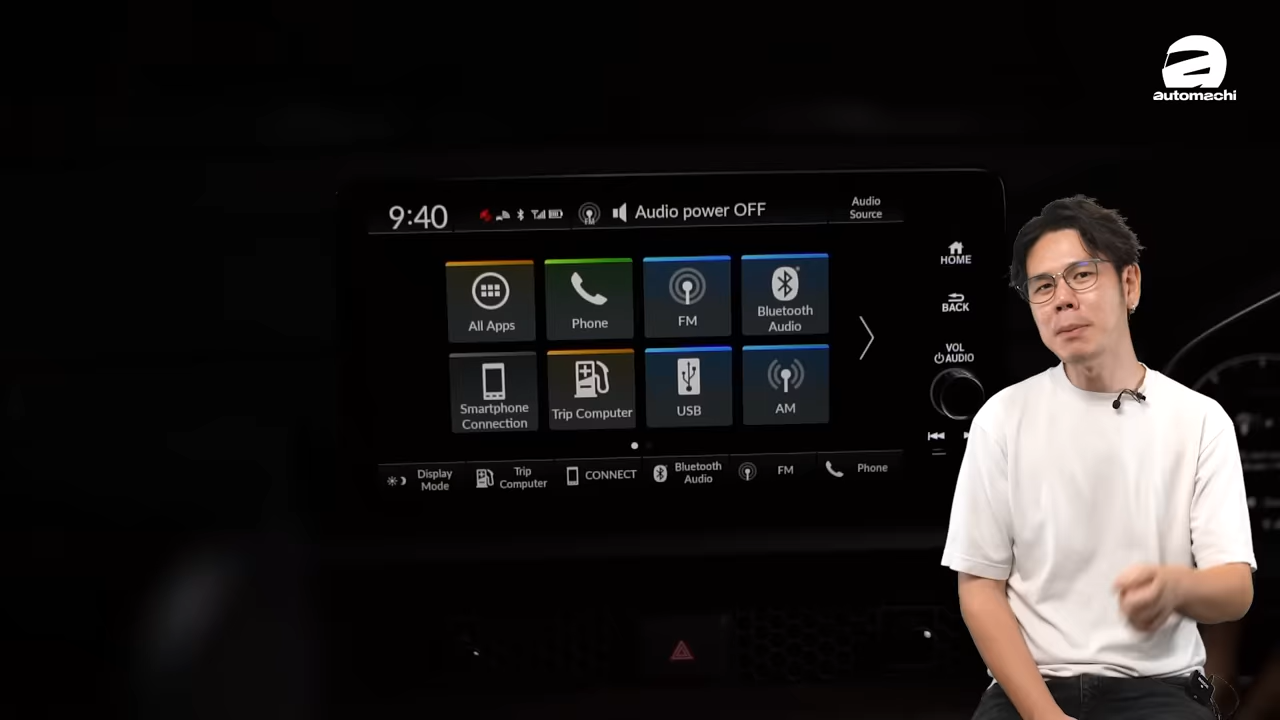 automachi
9:40
Audio power OFF
Audio
Source
HOME
BACK
VOL
AUDIO
All Apps
Phone
FM
Bluetooth
Audio
Smartphone
Connection
Trip Computer
USB
AM
Display
Mode
Trip
Computer
CONNECT
Bluetooth
Audio
FM
Phone